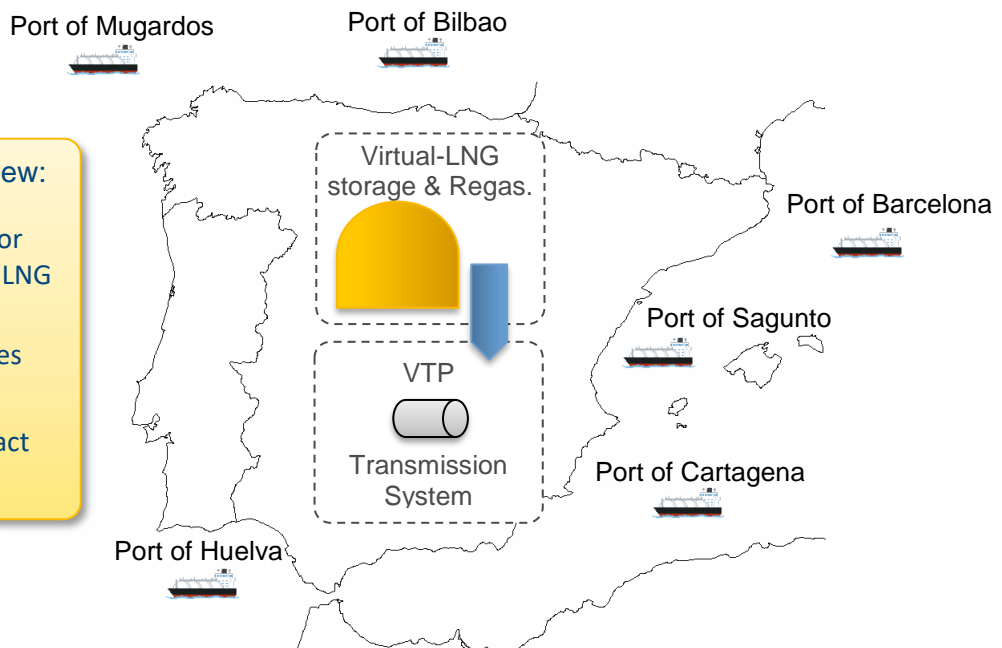 Port of Mugardos
Port of Bilbao
ew:
or
LNG
es
act
Virtual-LNG
storage & Regas.
Port of Barcelona
Port of Sagunto
VTP
Transmission
System
Port of Cartagena
Port of Huelva